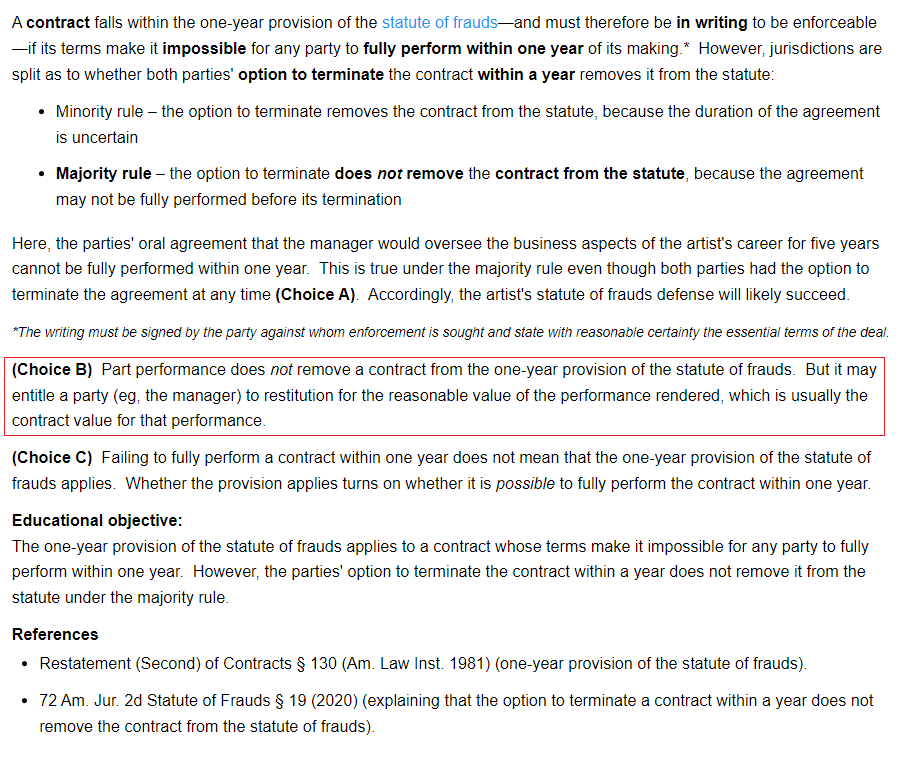 A contract falls within the one-year provision of the statute of frauds—and must therefore be in writing to be enforceable
—if its terms make it impossible for any party to fully perform within one year of its making.* However, jurisdictions are
split as to whether both parties' option to terminate the contract within a year removes it from the statute:
• Minority rule – the option to terminate removes the contract from the statute, because the duration of the agreement
is uncertain
• Majority rule – the option to terminate does not remove the contract from the statute, because the agreement
may not be fully performed before its termination
Here, the parties' oral agreement that the manager would oversee the business aspects of the artist's career for five years
cannot be fully performed within one year. This is true under the majority rule even though both parties had the option to
terminate the agreement at any time (Choice A). Accordingly, the artist's statute of frauds defense will likely succeed.
*The writing must be signed by the party against whom enforcement is sought and state with reasonable certainty the essential terms of the deal.
(Choice B) Part performance does not remove a contract from the one-year provision of the statute of frauds. But it may
entitle a party (eg, the manager) to restitution for the reasonable value of the performance rendered, which is usually the
contract value for that performance.
(Choice C) Failing to fully perform a contract within one year does not mean that the one-year provision of the statute of
frauds applies. Whether the provision applies turns on whether it is possible to fully perform the contract within one year.
Educational objective:
The one-year provision of the statute of frauds applies to a contract whose terms make it impossible for any party to fully
perform within one year. However, the parties' option to terminate the contract within a year does not remove it from the
statute under the majority rule.
References
• Restatement (Second) of Contracts § 130 (Am. Law Inst. 1981) (one-year provision of the statute of frauds).
• 72 Am. Jur. 2d Statute of Frauds § 19 (2020) (explaining that the option to terminate a contract within a year does not
remove the contract from the statute of frauds).